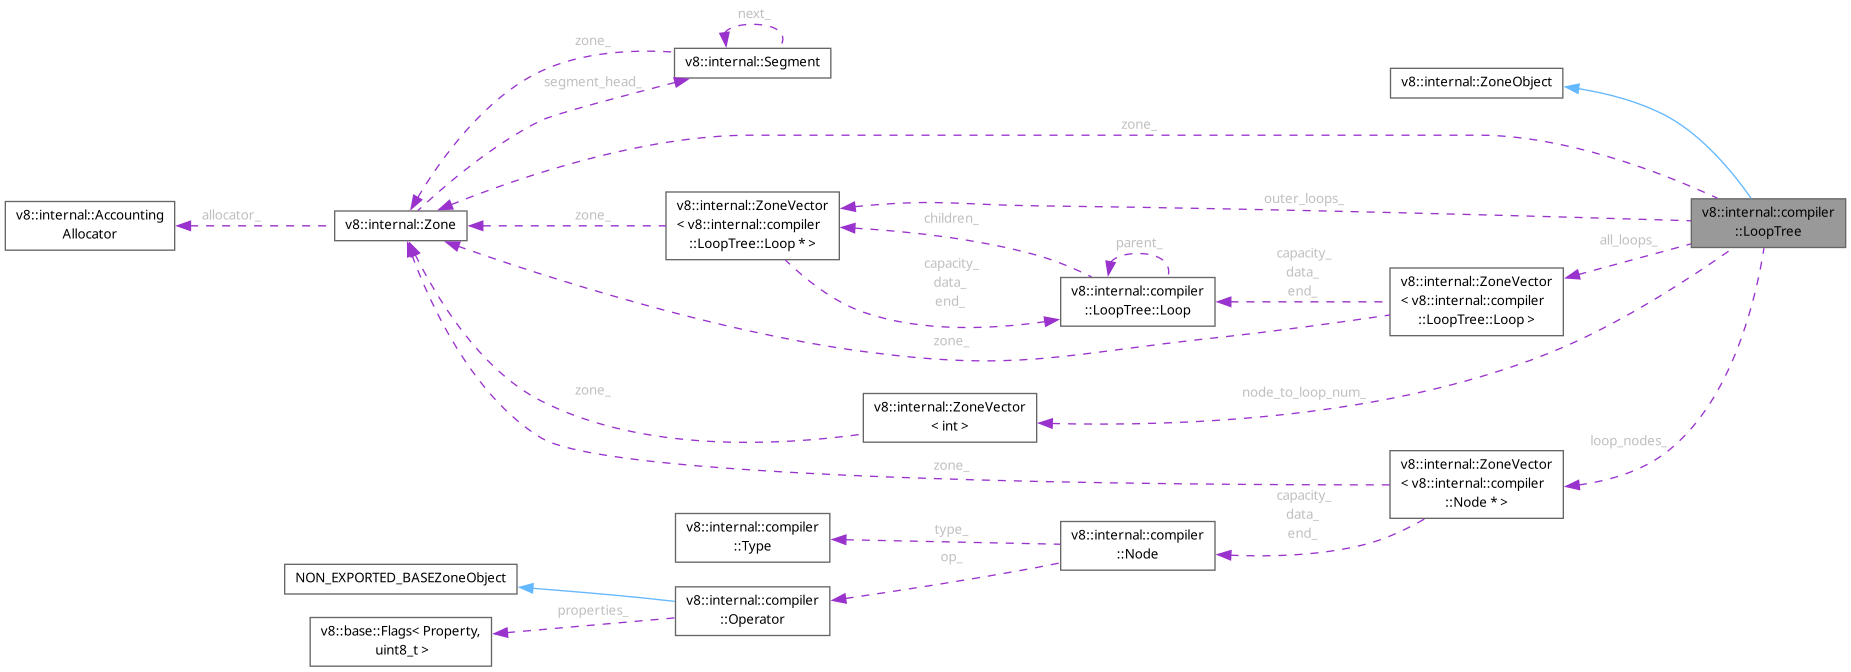 next_
zone_
v8::internal::Segment
segment_head_
v8::internal::ZoneObject
zone_
v8::internal::Accounting
Allocator
allocator_
v8::internal::Zone
zone_
v8::internal::ZoneVector
< v8::internal::compiler
::LoopTree::Loop * >
outer_loops_
children_
v8::internal::compiler
::LoopTree
parent_
all_loops_
capacity_
data_
end_
capacity_
data_
end_
v8::internal::compiler
::LoopTree::Loop
v8::internal::ZoneVector
< v8::internal::compiler
::LoopTree::Loop >
zone_
zone_
v8::internal::ZoneVector
< int >
node_to_loop_num_
loop_nodes_
zone_
v8::internal::ZoneVector
< v8::internal::compiler
::Node * >
capacity_
data_
end_
v8::internal::compiler
::Type
type_
v8::internal::compiler
::Node
op_
NON_EXPORTED_BASEZoneObject
v8::internal::compiler
::Operator
properties_
v8::base::Flags< Property,
uint8_t >